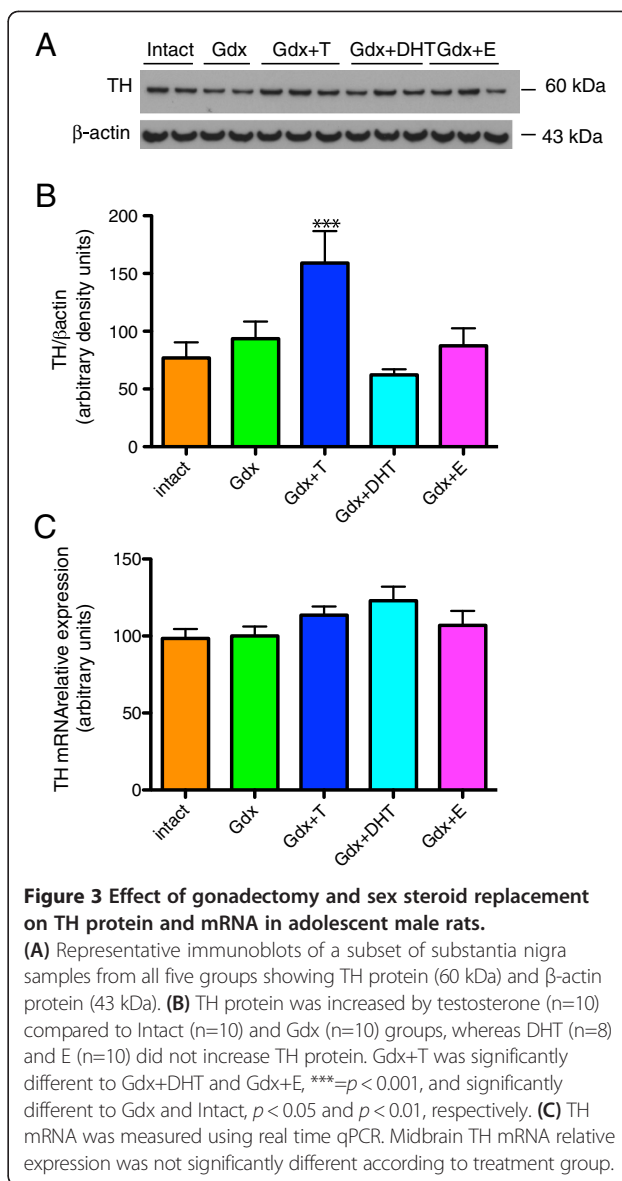 A
Intact Gdx Gdx+T Gdx+DHT Gdx+E
TH
60 kDa
β-actin
43 kDa
B
200
150
100
50
0
TH/βactin
(arbitrary density units)
***
intact
Gdx
Gdx+T
Gdx+DHT
Gdx+E
C
150
100
50
0
TH mRNArelative expression
(arbitrary units)
intact
Gdx
Gdx+T
Gdx+DHT
Gdx+E
Figure 3 Effect of gonadectomy and sex steroid replacement
on TH protein and mRNA in adolescent male rats.
(A) Representative immunoblots of a subset of substantia nigra
samples from all five groups showing TH protein (60 kDa) and β-actin
protein (43 kDa). (B) TH protein was increased by testosterone (n=10)
compared to Intact (n=10) and Gdx (n=10) groups, whereas DHT (n=8)
and E (n=10) did not increase TH protein. Gdx+T was significantly
different to Gdx+DHT and Gdx+E, ***=p < 0.001, and significantly
different to Gdx and Intact, p < 0.05 and p < 0.01, respectively. (C) TH
mRNA was measured using real time qPCR. Midbrain TH mRNA relative
expression was not significantly different according to treatment group.